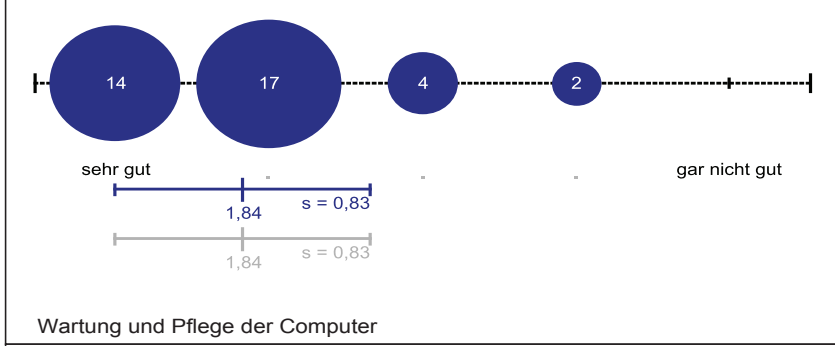 14 17 4 2
sehr gut gar nicht gut
1,84 s = 0,83
1,84 s = 0,83
Wartung und Pflege der Computer